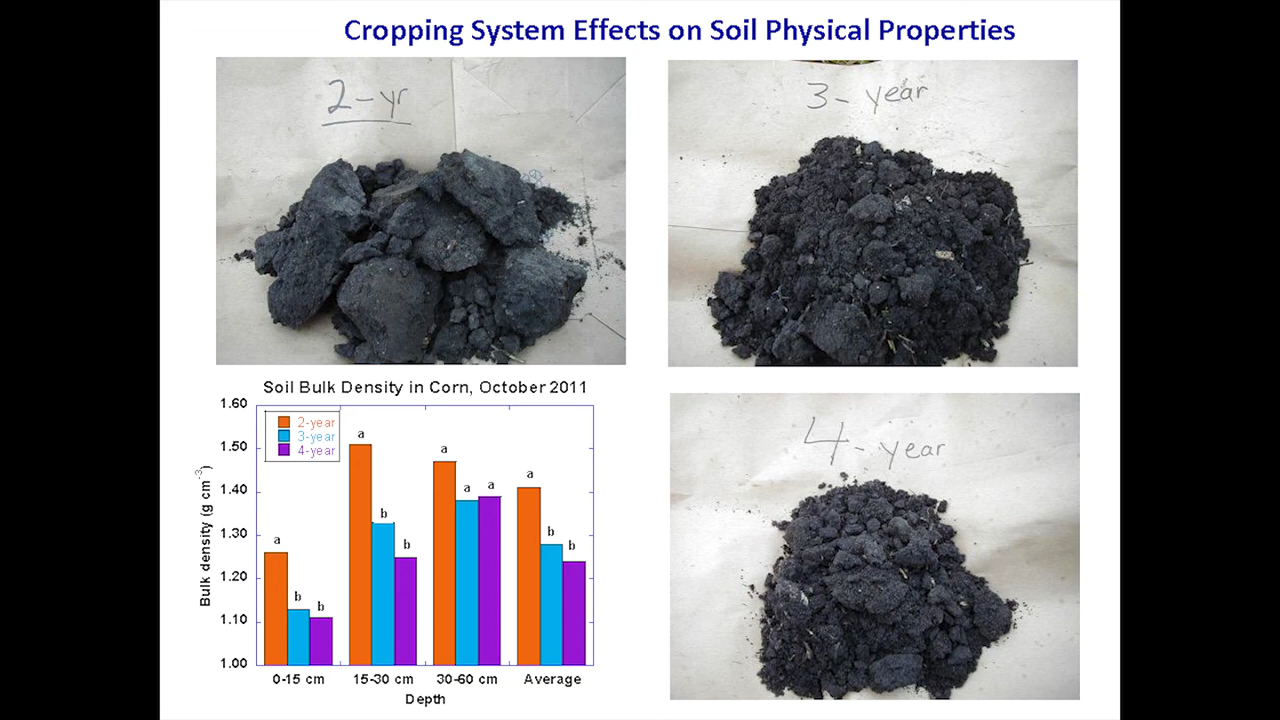 Cropping System Effects on Soil Physical Properties
2-yr
3-year
Soil Bulk Density in Corn, October 2011
1.60
1.50
1.40
1.30
1.20
1.10
1.00
Bulk density (g cm-3)
2-year
3-year
4-year
a
b
b
a
b
b
a
a
a
a
b
b
0-15 cm
15-30 cm
30-60 cm
Average
Depth
4-year